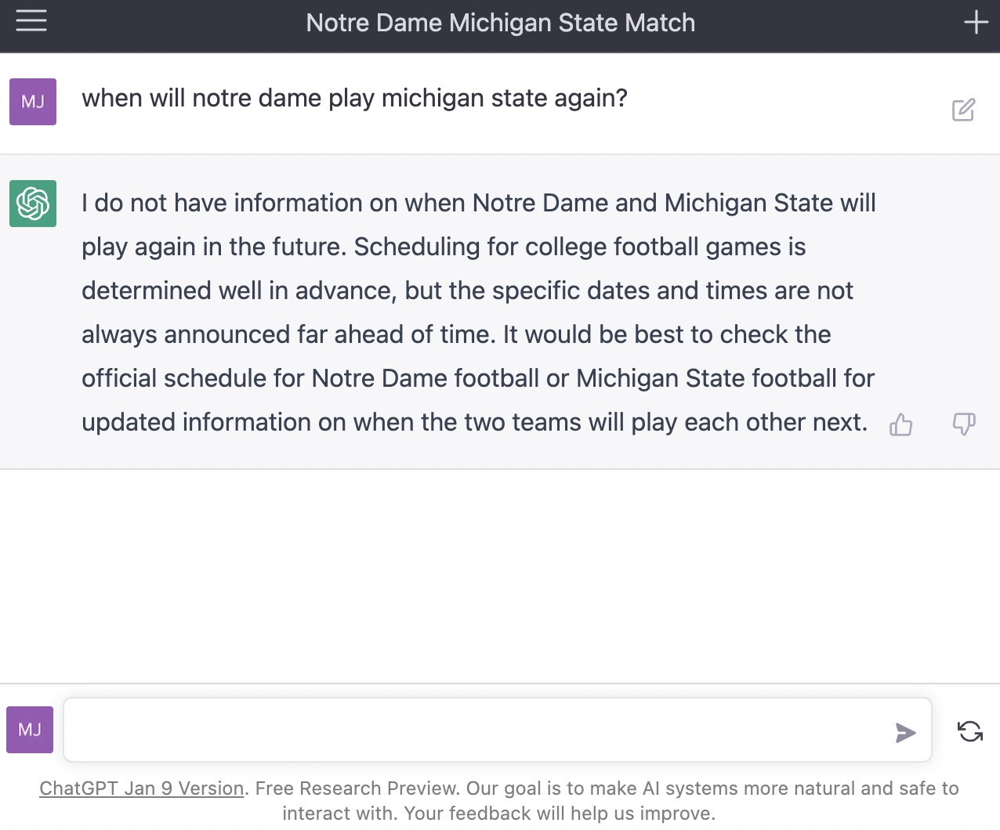 Notre Dame Michigan State Match
MJ
when will notre dame play michigan state again?
I do not have information on when Notre Dame and Michigan State will
play again in the future. Scheduling for college football games is
determined well in advance, but the specific dates and times are not
always announced far ahead of time. It would be best to check the
official schedule for Notre Dame football or Michigan State football for
updated information on when the two teams will play each other next.
MJ
ChatGPT Jan 9 Version. Free Research Preview. Our goal is to make AI systems more natural and safe to
interact with. Your feedback will help us improve.